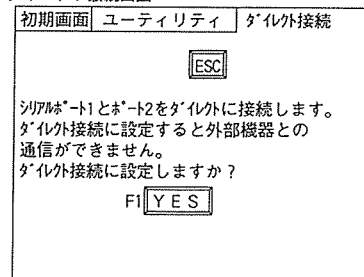 初期画面 ユーティリティ ﾀﾞｲﾚｸﾄ接続
ESC
ｼﾘｱﾙﾎﾟｰﾄ1とﾎﾟｰﾄ2をﾀﾞｲﾚｸﾄに接続します。
ﾀﾞｲﾚｸﾄ接続に設定すると外部機器との
通信ができません。
ﾀﾞｲﾚｸﾄ接続に設定しますか？
F1 YES